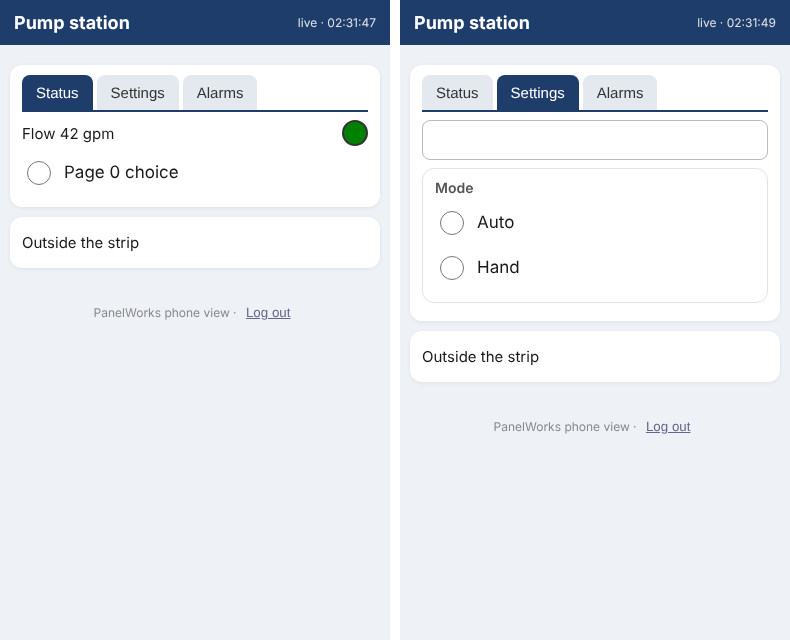 Pump station
live · 02:31:47
Status Settings Alarms
Flow 42 gpm
Page 0 choice
Outside the strip
PanelWorks phone view · Log out
Pump station
live · 02:31:49
Status Settings Alarms
Mode
Auto
Hand
Outside the strip
PanelWorks phone view · Log out